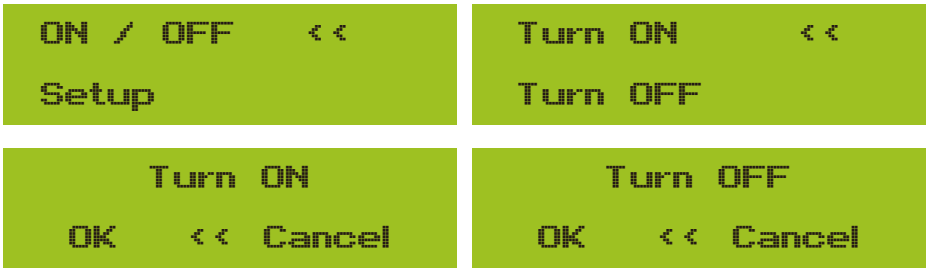 ON / OFF <<
Setup
Turn ON <<
Turn OFF
Turn ON
OK << Cancel
Turn OFF
OK << Cancel